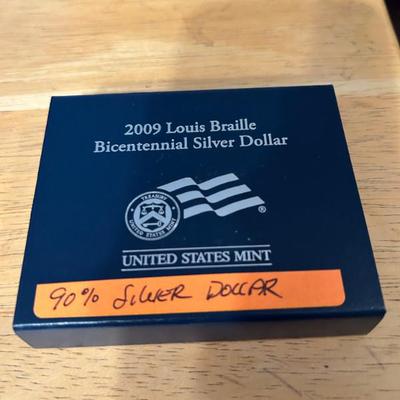 2009 Louis Braille
Bicentennial Silver Dollar
®
UNITED STATES MINT
90% SILVER DOLLAR